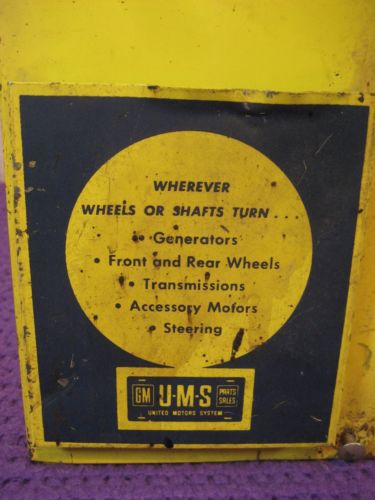 WHEREVER
WHEELS OR SHAFTS TURN . . .
• Generators
• Front and Rear Wheels
• Transmissions
• Accessory Motors
• Steering
GM U·M·S PARTS SALES
UNITED MOTORS SYSTEM